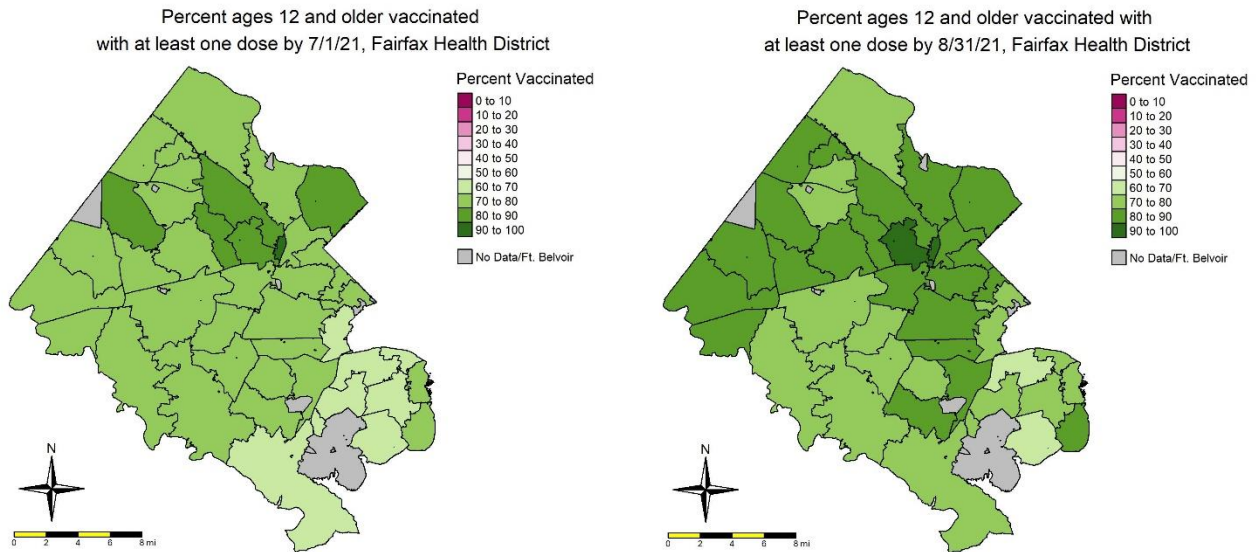 Percent ages 12 and older vaccinated
with at least one dose by 7/1/21, Fairfax Health District
Percent Vaccinated
0 to 10
10 to 20
20 to 30
30 to 40
40 to 50
50 to 60
60 to 70
70 to 80
80 to 90
90 to 100
No Data/Ft. Belvoir
N
0 2 4 6 8 mi
Percent ages 12 and older vaccinated with
at least one dose by 8/31/21, Fairfax Health District
Percent Vaccinated
0 to 10
10 to 20
20 to 30
30 to 40
40 to 50
50 to 60
60 to 70
70 to 80
80 to 90
90 to 100
No Data/Ft. Belvoir
N
0 2 4 6 8 mi